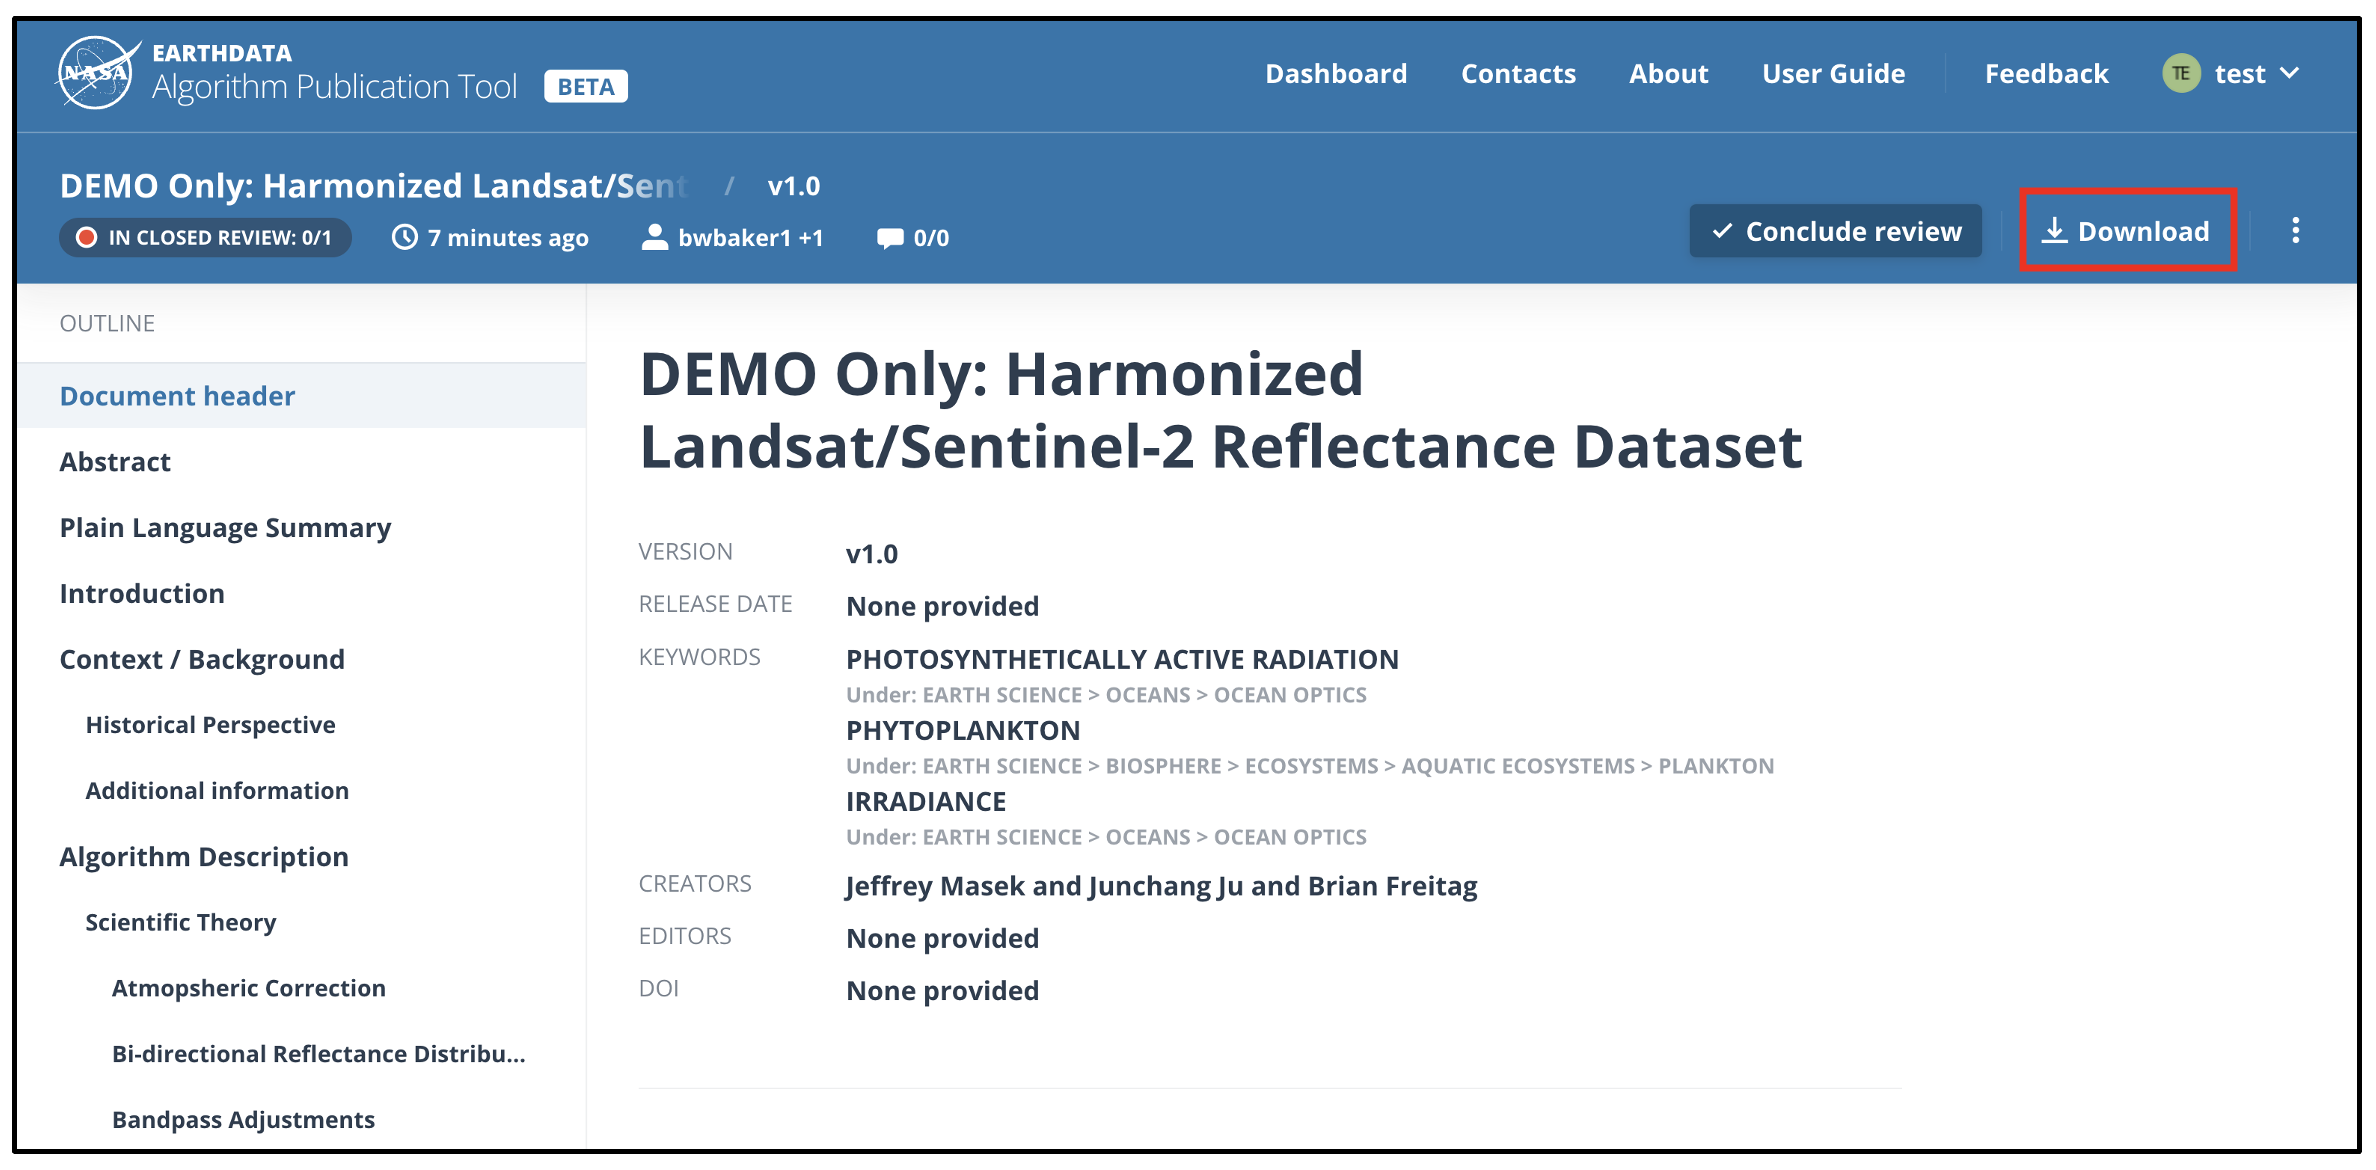 NASA
EARTHDATA
Algorithm Publication Tool BETA
Dashboard Contacts About User Guide Feedback TE test
DEMO Only: Harmonized Landsat/Sent / v1.0
IN CLOSED REVIEW: 0/1 7 minutes ago bwbaker1 +1 0/0
Conclude review Download
OUTLINE
Document header
Abstract
Plain Language Summary
Introduction
Context / Background
Historical Perspective
Additional information
Algorithm Description
Scientific Theory
Atmopsheric Correction
Bi-directional Reflectance Distribu...
Bandpass Adjustments
DEMO Only: Harmonized
Landsat/Sentinel-2 Reflectance Dataset
VERSION v1.0
RELEASE DATE None provided
KEYWORDS PHOTOSYNTHETICALLY ACTIVE RADIATION
Under: EARTH SCIENCE > OCEANS > OCEAN OPTICS
PHYTOPLANKTON
Under: EARTH SCIENCE > BIOSPHERE > ECOSYSTEMS > AQUATIC ECOSYSTEMS > PLANKTON
IRRADIANCE
Under: EARTH SCIENCE > OCEANS > OCEAN OPTICS
CREATORS Jeffrey Masek and Junchang Ju and Brian Freitag
EDITORS None provided
DOI None provided